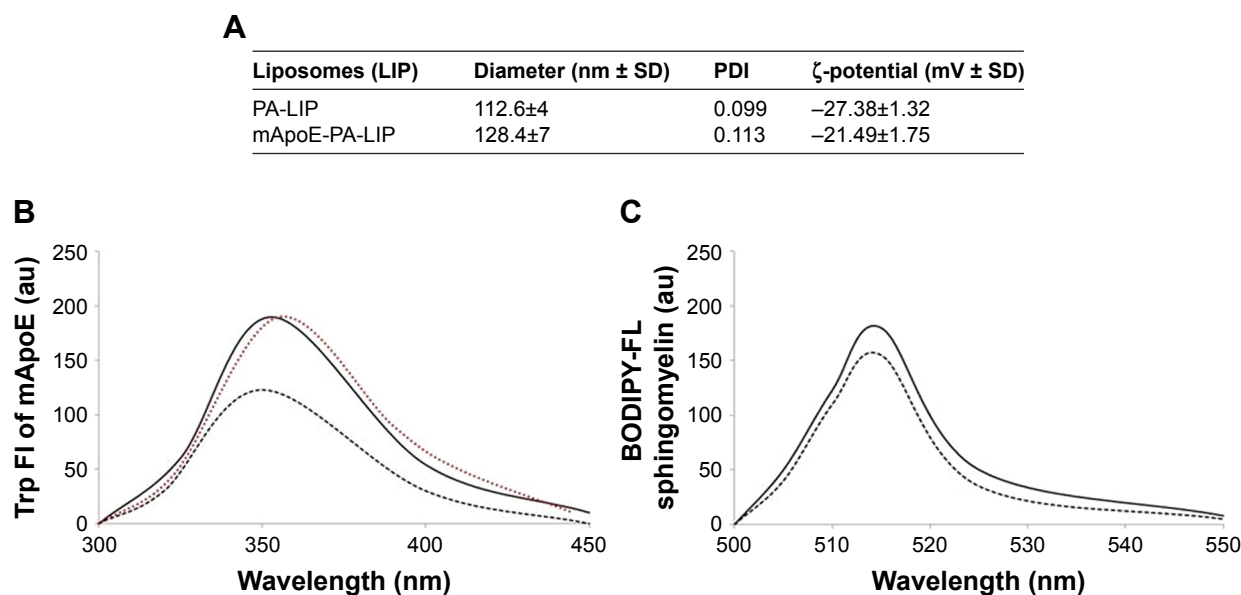 A
Liposomes (LIP) Diameter (nm ± SD) PDI ζ-potential (mV ± SD)
PA-LIP 112.6±4 0.099 –27.38±1.32
mApoE-PA-LIP 128.4±7 0.113 –21.49±1.75
B
Trp FI of mApoE (au)
250
200
150
100
50
0
300 350 400 450
Wavelength (nm)
C
BODIPY-FL
sphingomyelin (au)
250
200
150
100
50
0
500 510 520 530 540 550
Wavelength (nm)